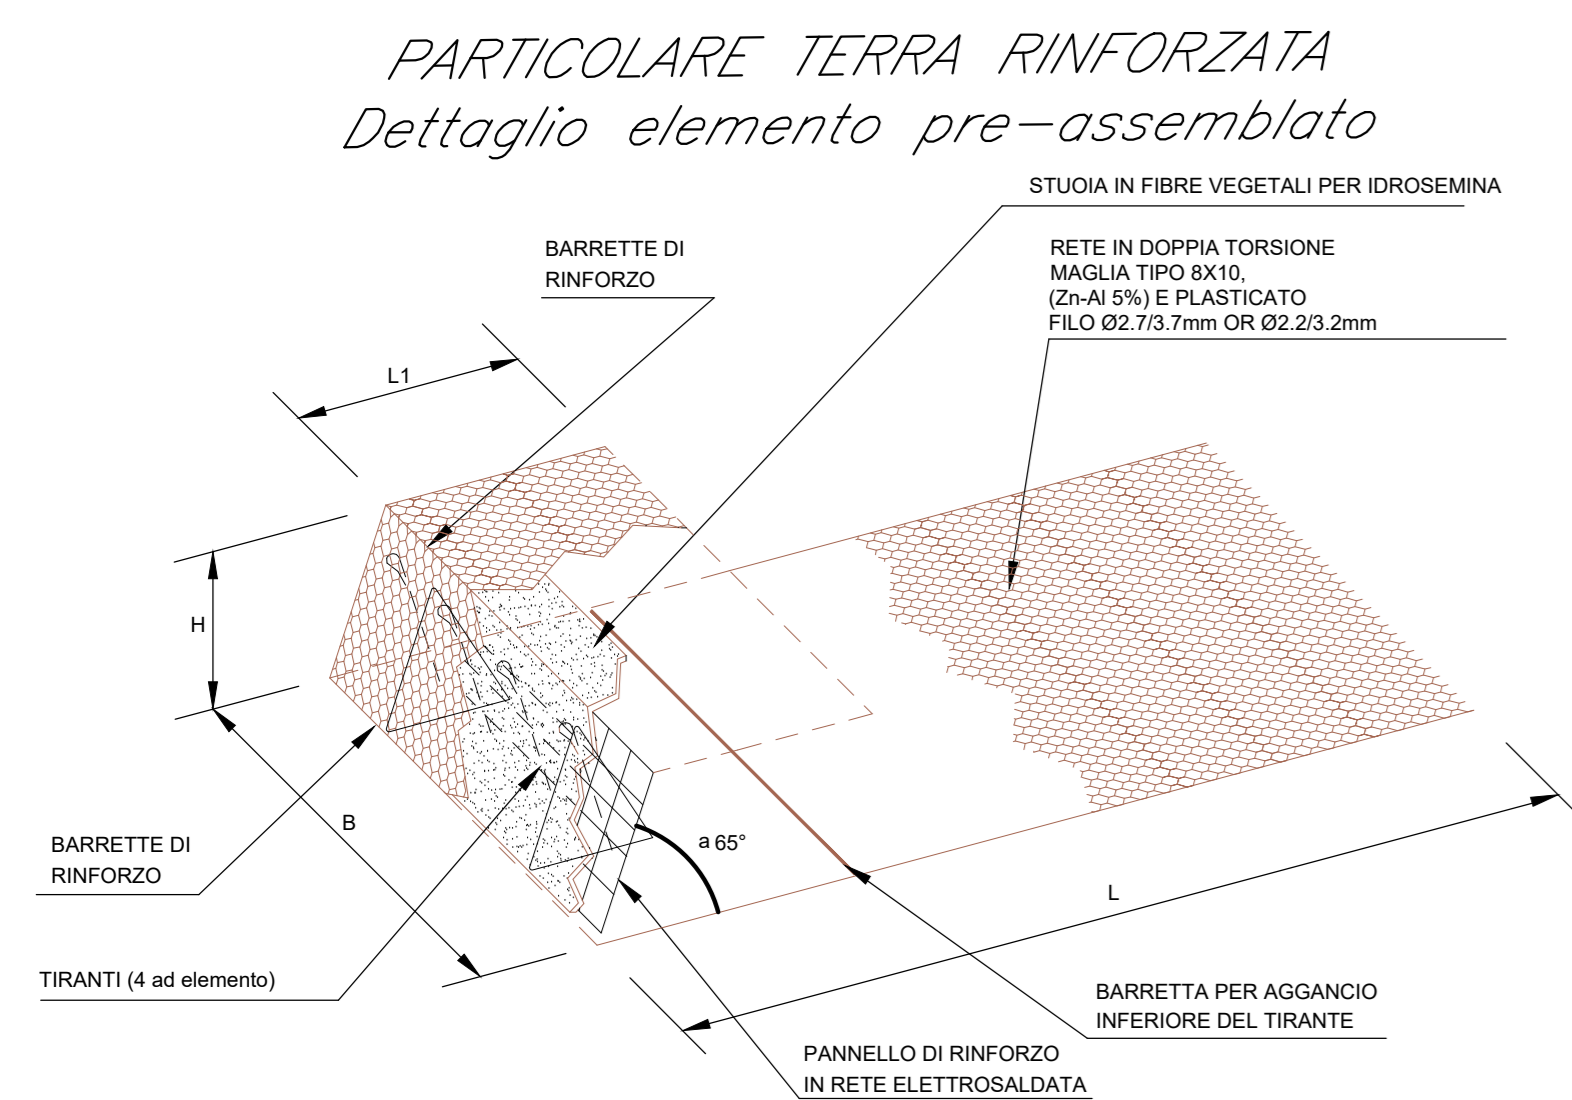 PARTICOLARE TERRA RINFORZATA
Dettaglio elemento pre-assemblato
STUOIA IN FIBRE VEGETALI PER IDROSEMINA
BARRETTE DI
RINFORZO
RETE IN DOPPIA TORSIONE
MAGLIA TIPO 8X10,
(Zn-Al 5%) E PLASTICATO
FILO Ø2.7/3.7mm OR Ø2.2/3.2mm
L1
H
B
a 65°
L
BARRETTE DI
RINFORZO
TIRANTI (4 ad elemento)
BARRETTA PER AGGANCIO
INFERIORE DEL TIRANTE
PANNELLO DI RINFORZO
IN RETE ELETTROSALDATA